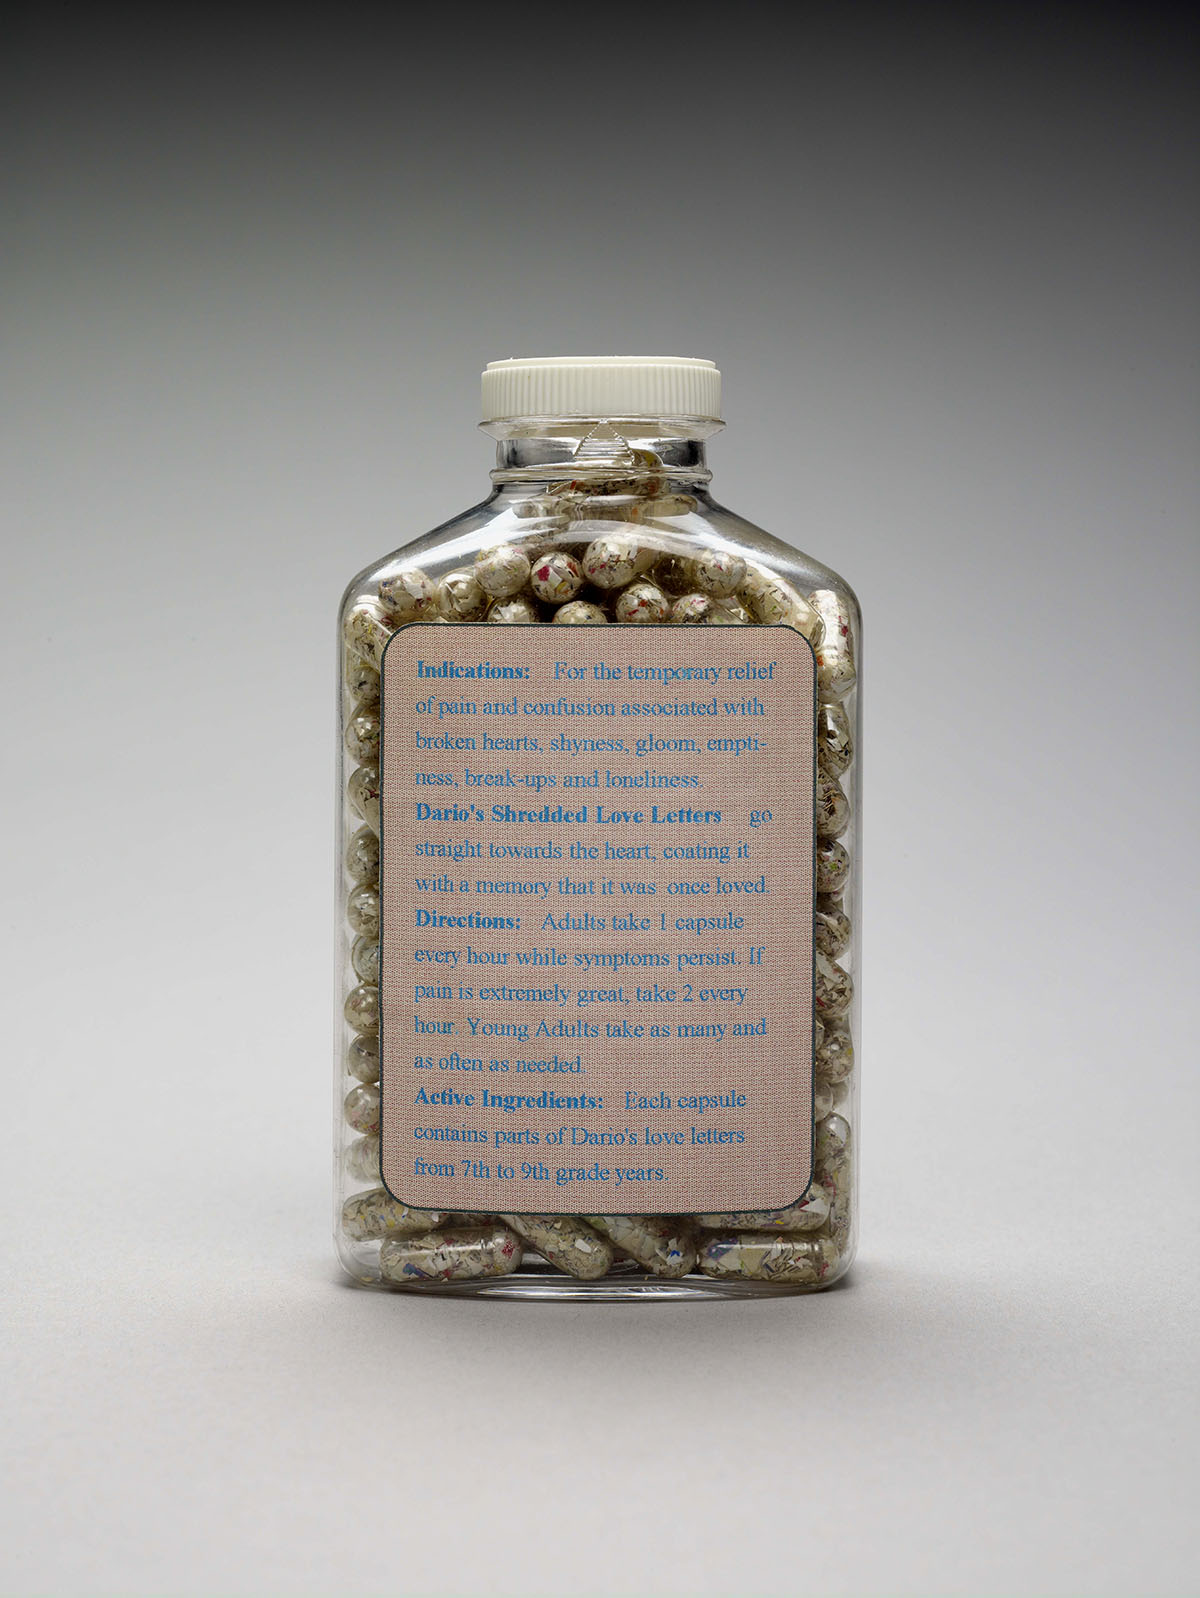 Indications: For the temporary relief
of pain and confusion associated with
broken hearts, shyness, gloom, empti-
ness, break-ups and loneliness.
Dario's Shredded Love Letters go
straight towards the heart, coating it
with a memory that it was once loved.
Directions: Adults take 1 capsule
every hour while symptoms persist. If
pain is extremely great, take 2 every
hour. Young Adults take as many and
as often as needed.
Active Ingredients: Each capsule
contains parts of Dario's love letters
from 7th to 9th grade years.